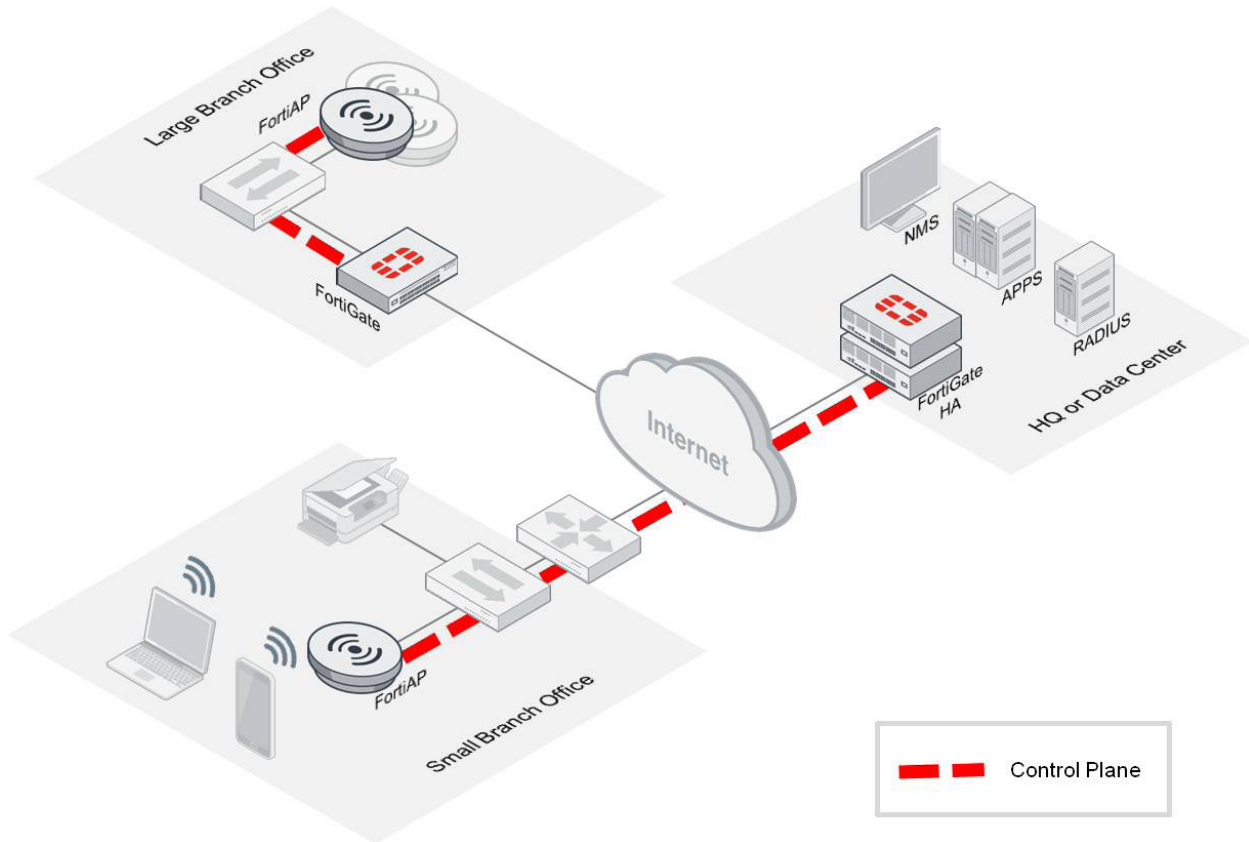 Large Branch Office
FortiAP
FortiGate
NMS
APPS
RADIUS
FortiGate
HA
HQ or Data Center
Internet
FortiAP
Small Branch Office
Control Plane